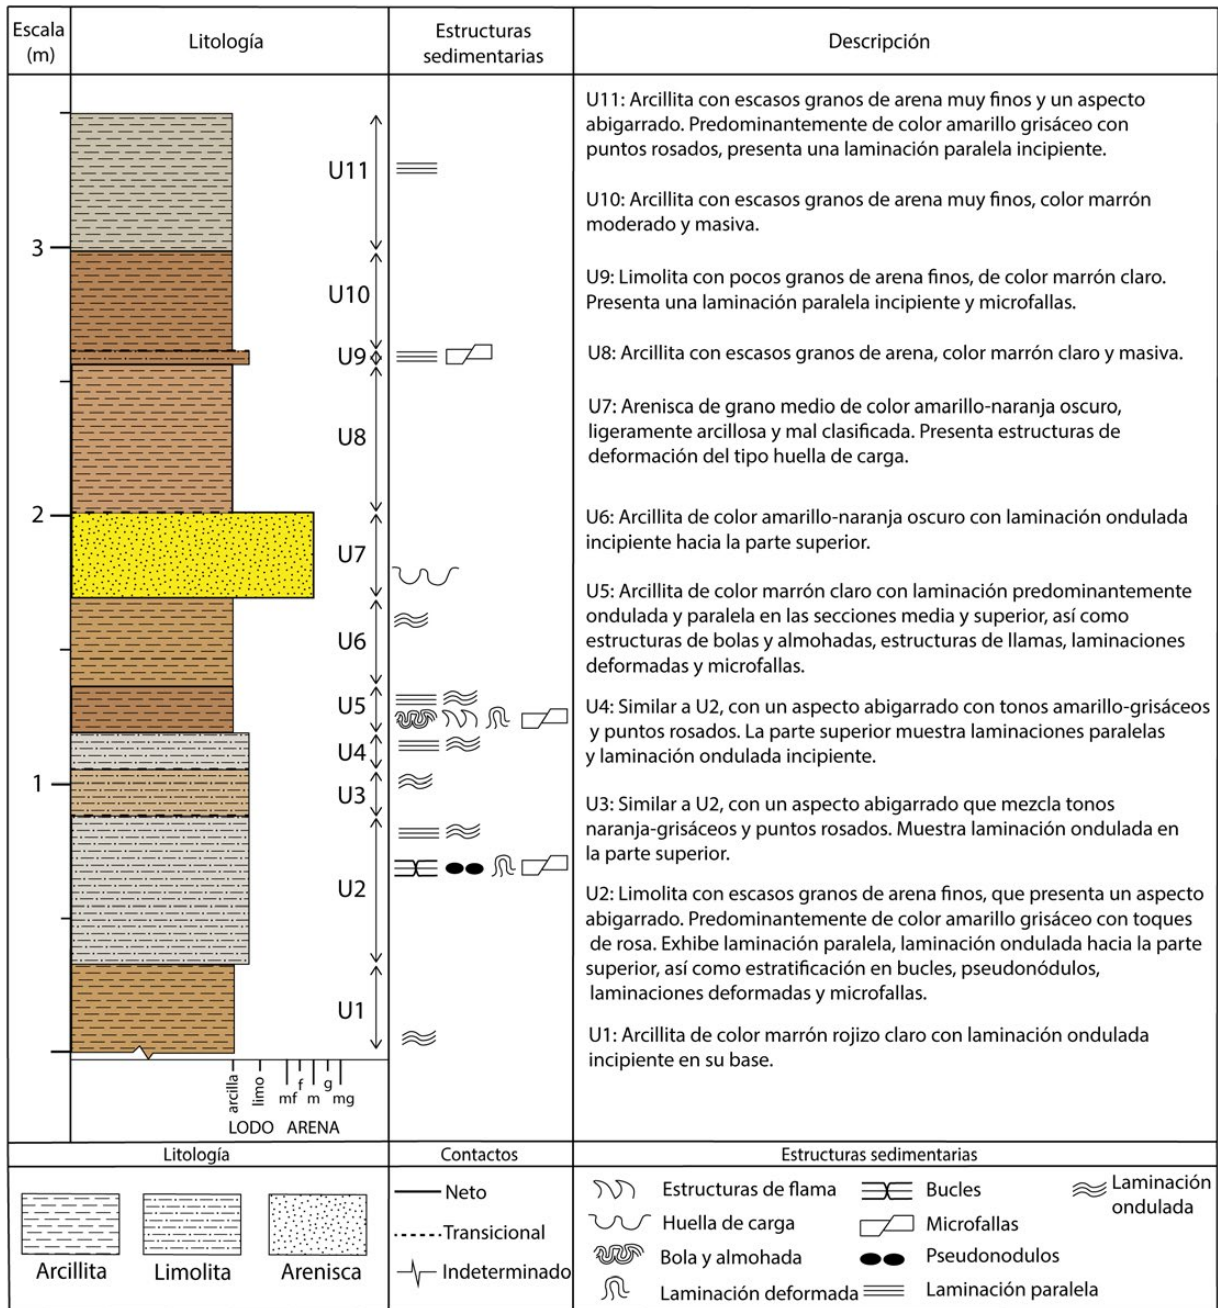 Escala
(m)
Litología
Estructuras
sedimentarias
Descripción
U11: Arcillita con escasos granos de arena muy finos y un aspecto
abigarrado. Predominantemente de color amarillo grisáceo con
puntos rosados, presenta una laminación paralela incipiente.
U10: Arcillita con escasos granos de arena muy finos, color marrón
moderado y masiva.
U9: Limolita con pocos granos de arena finos, de color marrón claro.
Presenta una laminación paralela incipiente y microfallas.
U8: Arcillita con escasos granos de arena, color marrón claro y masiva.
U7: Arenisca de grano medio de color amarillo-naranja oscuro,
ligeramente arcillosa y mal clasificada. Presenta estructuras de
deformación del tipo huella de carga.
U6: Arcillita de color amarillo-naranja oscuro con laminación ondulada
incipiente hacia la parte superior.
U5: Arcillita de color marrón claro con laminación predominantemente
ondulada y paralela en las secciones media y superior, así como
estructuras de bolas y almohadas, estructuras de llamas, laminaciones
deformadas y microfallas.
U4: Similar a U2, con un aspecto abigarrado con tonos amarillo-grisáceos
y puntos rosados. La parte superior muestra laminaciones paralelas
y laminación ondulada incipiente.
U3: Similar a U2, con un aspecto abigarrado que mezcla tonos
naranja-grisáceos y puntos rosados. Muestra laminación ondulada en
la parte superior.
U2: Limolita con escasos granos de arena finos, que presenta un aspecto
abigarrado. Predominantemente de color amarillo grisáceo con toques
de rosa. Exhibe laminación paralela, laminación ondulada hacia la parte
superior, así como estratificación en bucles, pseudonódulos,
laminaciones deformadas y microfallas.
U1: Arcillita de color marrón rojizo claro con laminación ondulada
incipiente en su base.
U11
3
U10
U9
U8
2
U7
U6
U5
U4
1
U3
U2
U1
arcilla
limo
mf
f
m
g
mg
LODO ARENA
Litología
Contactos
Estructuras sedimentarias
Arcillita
Limolita
Arenisca
Neto
Transicional
Indeterminado
Estructuras de flama
Bucles
Laminación
ondulada
Huella de carga
Microfallas
Bola y almohada
Pseudonodulos
Laminación deformada
Laminación paralela